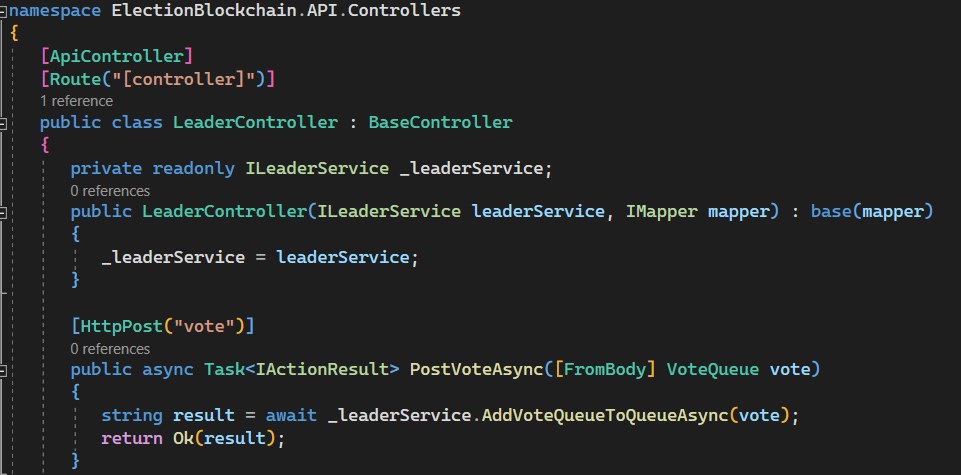 namespace ElectionBlockchain.API.Controllers
{
[ApiController]
[Route("[controller]")]
1 reference
public class LeaderController : BaseController
{
private readonly ILeaderService _leaderService;
0 references
public LeaderController(ILeaderService leaderService, IMapper mapper) : base(mapper)
{
_leaderService = leaderService;
}
[HttpPost("vote")]
0 references
public async Task<IActionResult> PostVoteAsync([FromBody] VoteQueue vote)
{
string result = await _leaderService.AddVoteQueueToQueueAsync(vote);
return Ok(result);
}